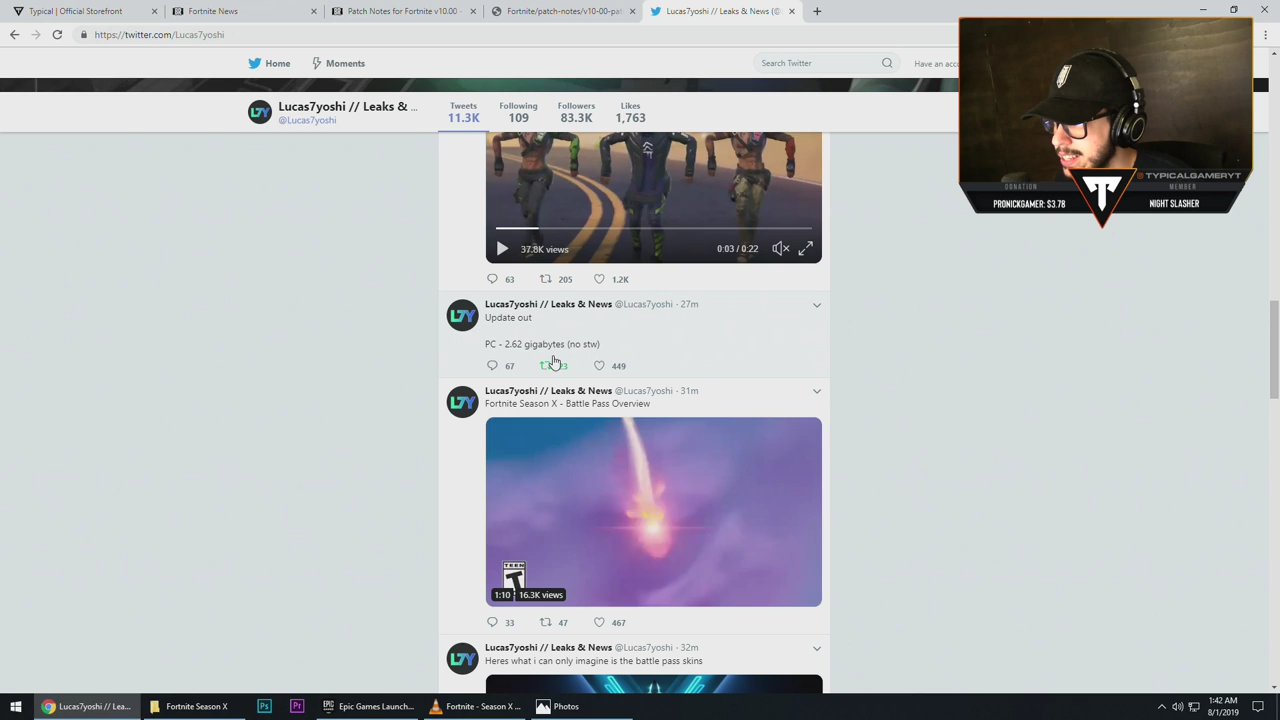 Typical | Official Storefront
Fortnite News
Patch Notes for Fortnite v10.00 -
Fortnite/patch-notes/v10-00-pat
Lucas7yoshi // Leaks & News (@
https://twitter.com/Lucas7yoshi
Home
Moments
Search Twitter
Have an acco
Lucas7yoshi // Leaks & ...
@Lucas7yoshi
Tweets
11.3K
Following
109
Followers
83.3K
Likes
1,763
DONATION
PRONICKGAMER: $3.78
TYPICALGAMERYT
MEMBER
NIGHT SLASHER
37.8K views
0:03 / 0:22
63
205
1.2K
Lucas7yoshi // Leaks & News @Lucas7yoshi · 27m
Update out
PC - 2.62 gigabytes (no stw)
67
449
Lucas7yoshi // Leaks & News @Lucas7yoshi · 31m
Fortnite Season X - Battle Pass Overview
TEEN
T
1:10
16.3K views
33
47
467
Lucas7yoshi // Leaks & News @Lucas7yoshi · 32m
Heres what i can only imagine is the battle pass skins
Lucas7yoshi // Lea...
Fortnite Season X
Ps
Pr
Epic Games Launch...
Fortnite - Season X ...
Photos
1:42 AM
8/1/2019